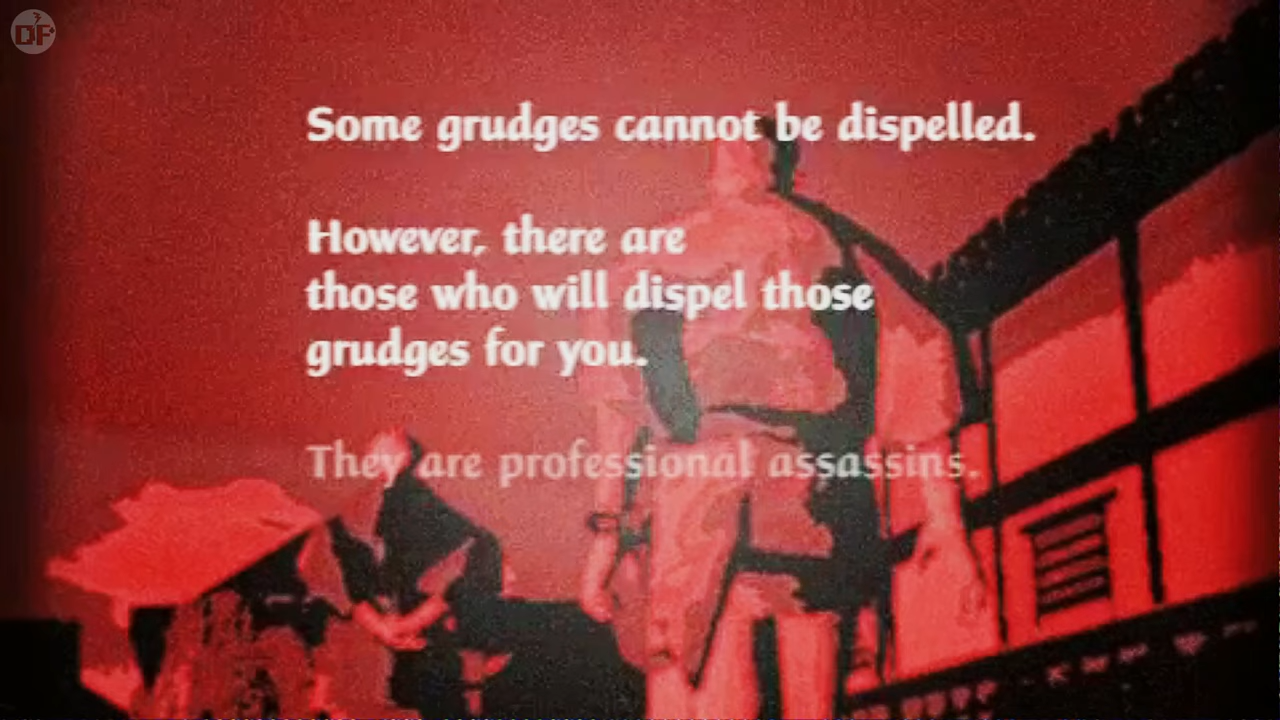 DF
Some grudges cannot be dispelled.
However, there are
those who will dispel those
grudges for you.
They are professional assassins.